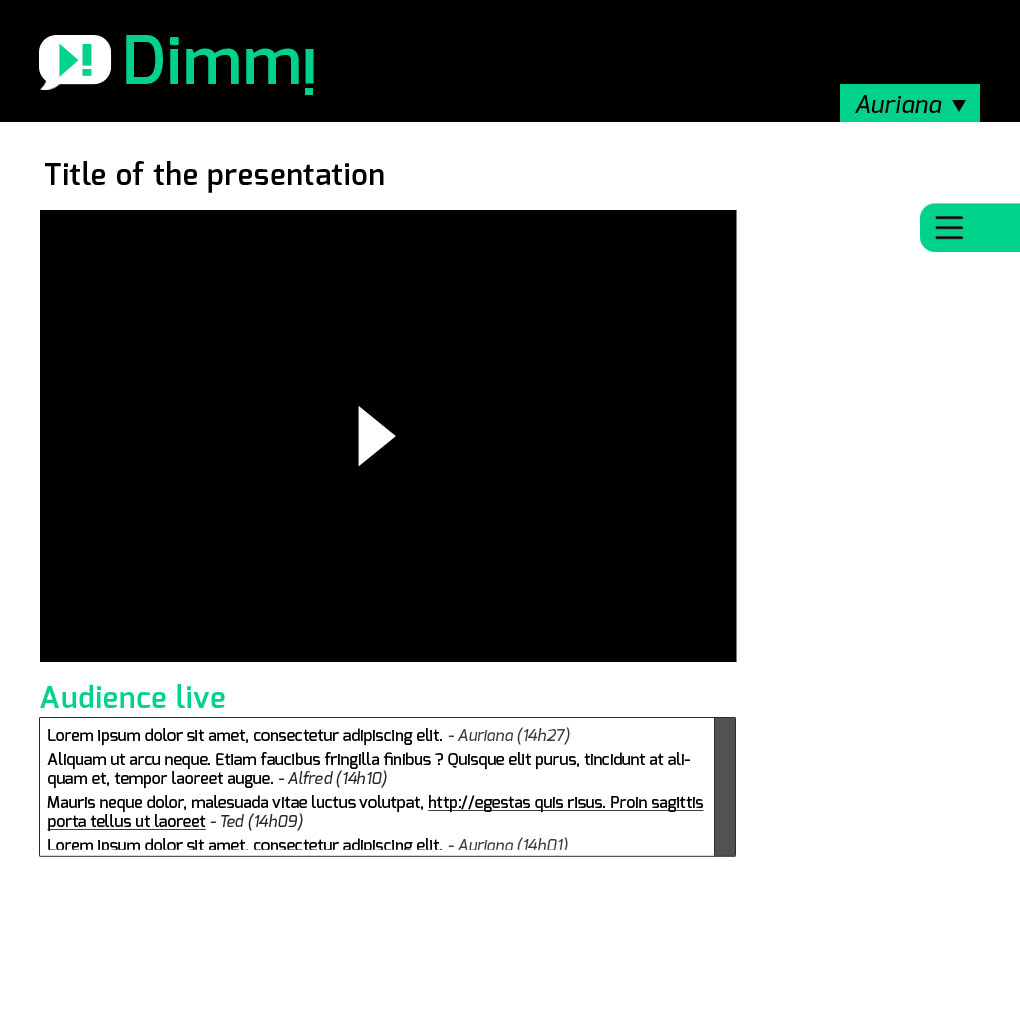 Dimmi
Auriana ▼
Title of the presentation
Audience live
Lorem ipsum dolor sit amet, consectetur adipiscing elit. - Auriana (14h27)
Aliquam ut arcu neque. Etiam faucibus fringilla finibus ? Quisque elit purus, tincidunt at ali-
quam et, tempor laoreet augue. - Alfred (14h10)
Mauris neque dolor, malesuada vitae luctus volutpat, http://egestas quis risus. Proin sagittis
porta tellus ut laoreet - Ted (14h09)
Lorem ipsum dolor sit amet, consectetur adipiscing elit. - Auriana (14h01)